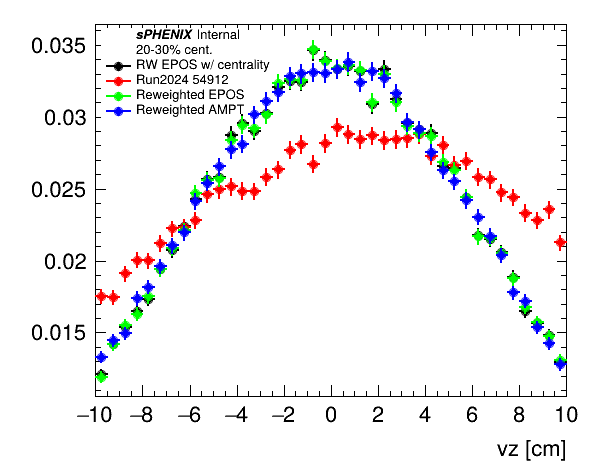 sPHENIX Internal
20-30% cent.
RW EPOS w/ centrality
Run2024 54912
Reweighted EPOS
Reweighted AMPT
0.035
0.03
0.025
0.02
0.015
−10 −8 −6 −4 −2 0 2 4 6 8 10
vz [cm]